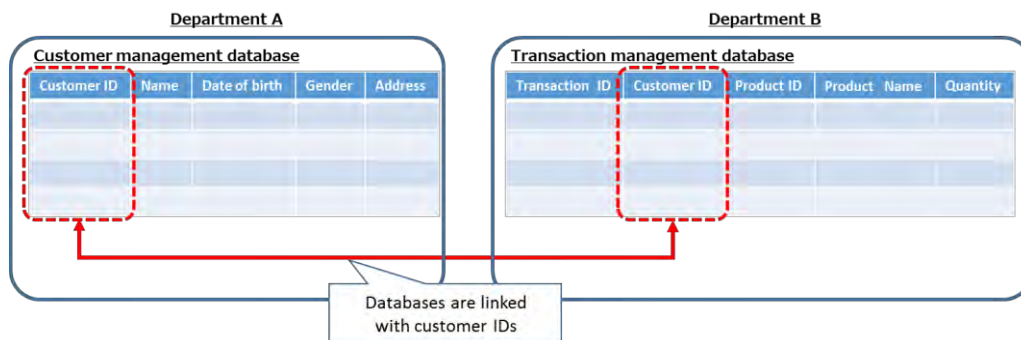 Department A
Department B
Customer management database
Transaction management database
Customer ID Name Date of birth Gender Address
Transaction ID Customer ID Product ID Product Name Quantity
Databases are linked
with customer IDs